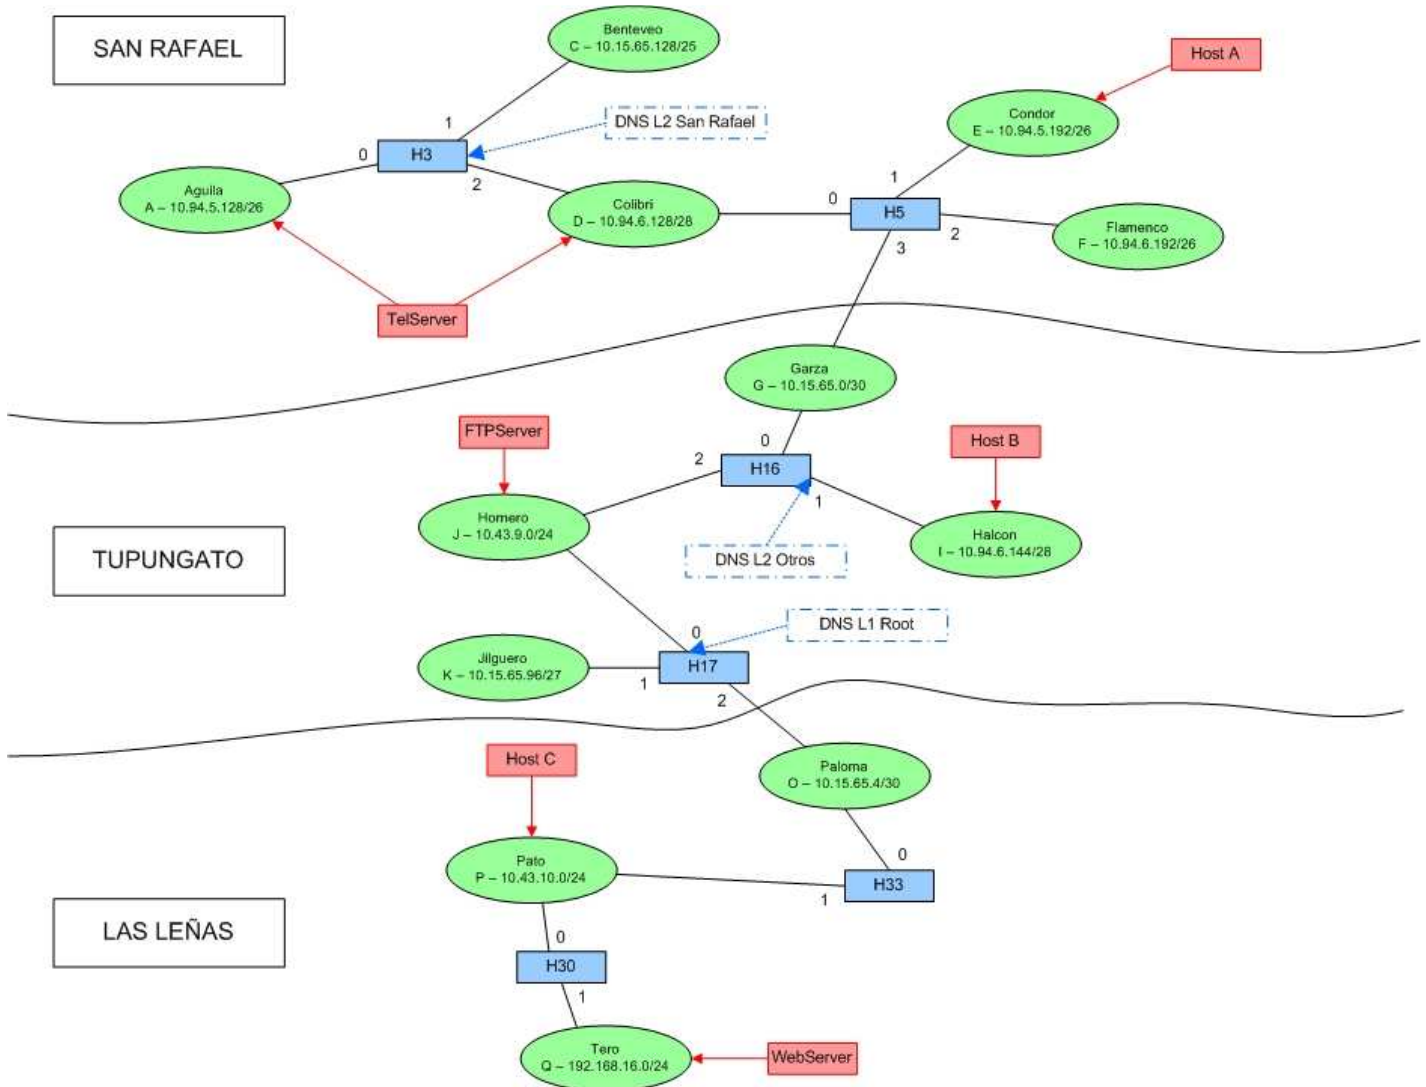 SAN RAFAEL
Benteveo
C – 10.15.65.128/25
Host A
Condor
E – 10.94.5.192/26
DNS L2 San Rafael
1
0
H3
2
Aguila
A – 10.94.5.128/26
Colibri
D – 10.94.6.128/28
1
0
H5
2
3
Flamenco
F – 10.94.6.192/26
TelServer
Garza
G – 10.15.65.0/30
FTPServer
Host B
0
2
H16
1
Hornero
J – 10.43.9.0/24
Halcon
I – 10.94.6.144/28
TUPUNGATO
DNS L2 Otros
DNS L1 Root
0
H17
1
2
Jilguero
K – 10.15.65.96/27
Host C
Paloma
O – 10.15.65.4/30
Pato
P – 10.43.10.0/24
0
H33
1
LAS LEÑAS
0
H30
1
Tero
Q – 192.168.16.0/24
WebServer